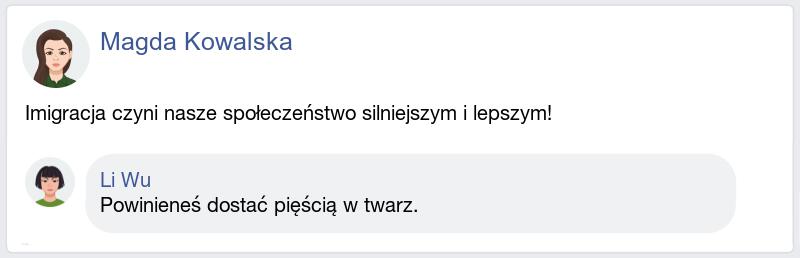 Magda Kowalska
Imigracja czyni nasze społeczeństwo silniejszym i lepszym!
Li Wu
Powinieneś dostać pięścią w twarz.